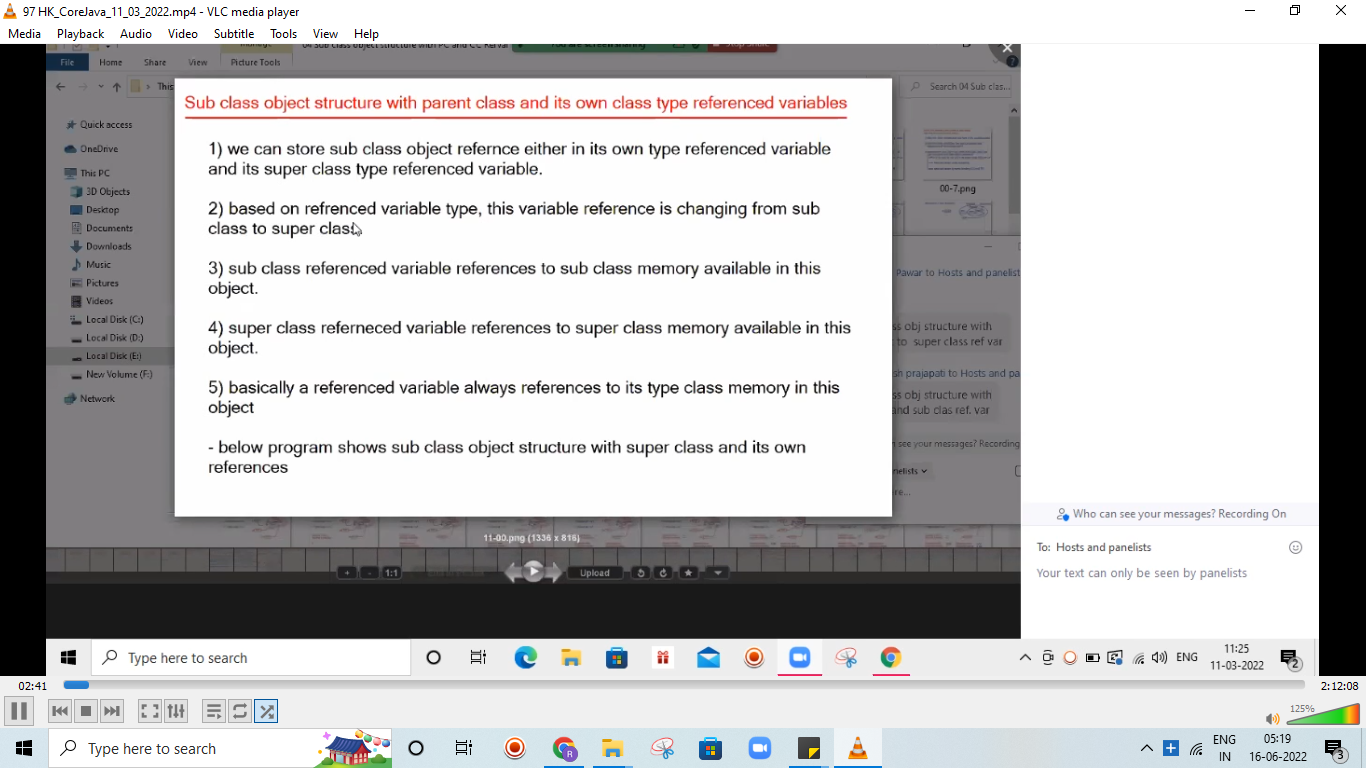 97 HK_CoreJava_11_03_2022.mp4 - VLC media player
Media Playback Audio Video Subtitle Tools View Help
File Home Share View Picture Tools
This
Search 04 Sub clas...
Quick access
OneDrive
This PC
3D Objects
Desktop
Documents
Downloads
Music
Pictures
Videos
Local Disk (C:)
Local Disk (D:)
Local Disk (E:)
New Volume (F:)
Network
Sub class object structure with parent class and its own class type referenced variables
1) we can store sub class object refernce either in its own type referenced variable
and its super class type referenced variable.
2) based on refrenced variable type, this variable reference is changing from sub
class to super class
3) sub class referenced variable references to sub class memory available in this
object.
4) super class referneced variable references to super class memory available in this
object.
5) basically a referenced variable always references to its type class memory in this
object
- below program shows sub class object structure with super class and its own
references
00-7.png
Pawar to Hosts and panelist
ss obj structure with
to super class ref var
sh prajapati to Hosts and pa
ss obj structure with
and sub clas ref. var
n see your messages? Recording
nelists
11-00.png (1336 x 816)
+ - 1:1 Upload
Who can see your messages? Recording On
To: Hosts and panelists
Your text can only be seen by panelists
Type here to search
ENG
11:25
11-03-2022
2
02:41
2:12:08
125%
Type here to search
ENG
IN
05:19
16-06-2022
3